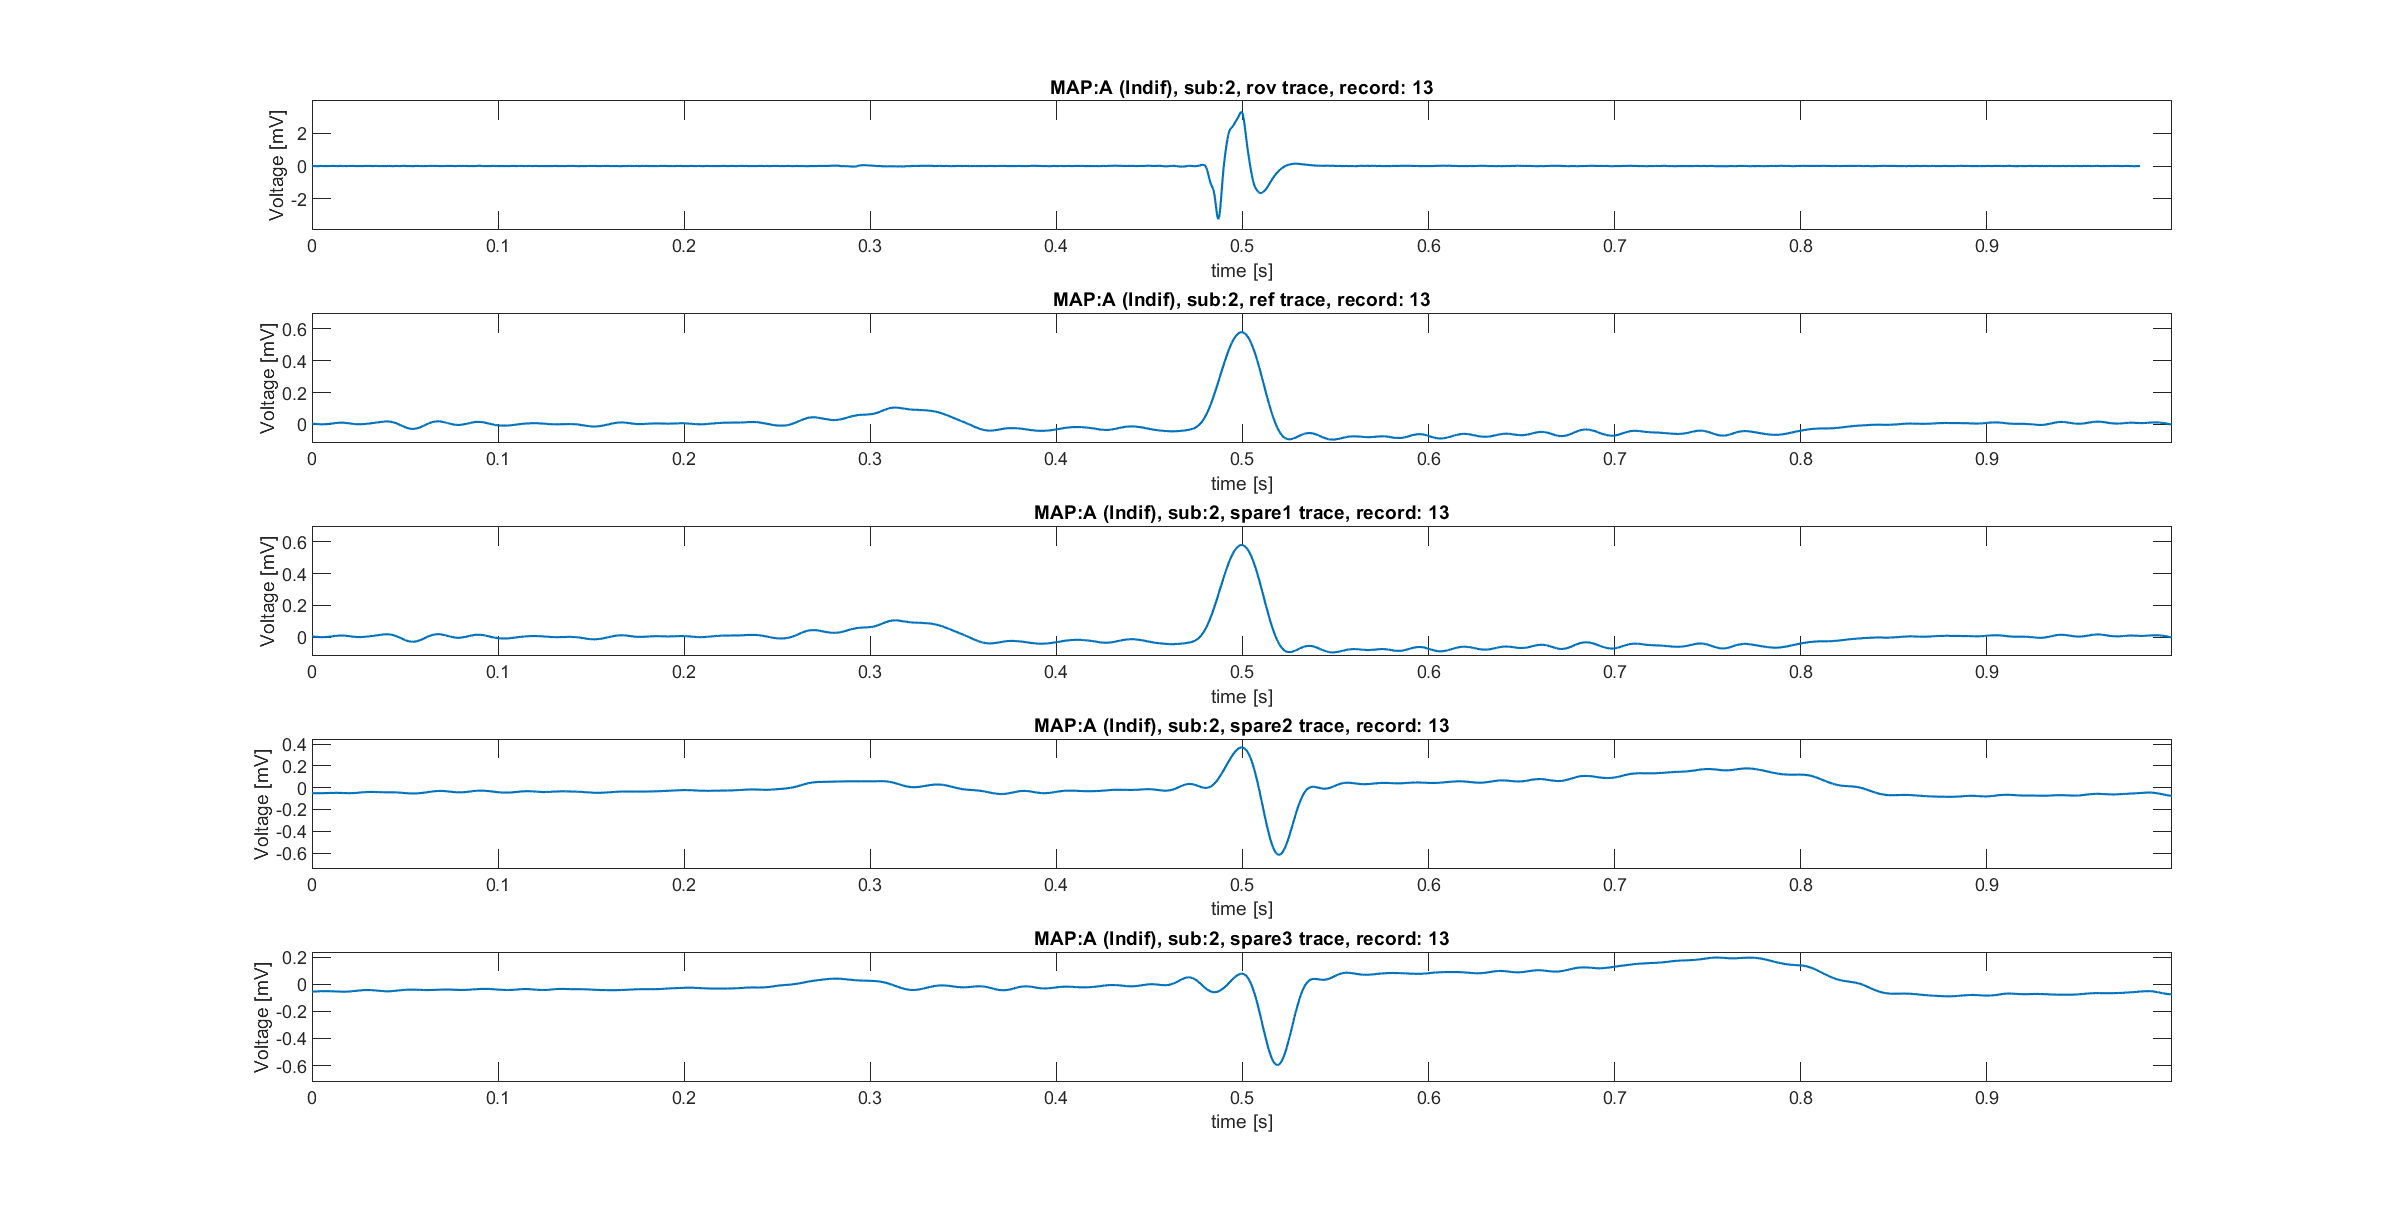 MAP:A (Indif), sub:2, rov trace, record: 13
Voltage [mV]
2
0
-2
0 0.1 0.2 0.3 0.4 0.5 0.6 0.7 0.8 0.9
time [s]
MAP:A (Indif), sub:2, ref trace, record: 13
Voltage [mV]
0.6
0.4
0.2
0
0 0.1 0.2 0.3 0.4 0.5 0.6 0.7 0.8 0.9
time [s]
MAP:A (Indif), sub:2, spare1 trace, record: 13
Voltage [mV]
0.6
0.4
0.2
0
0 0.1 0.2 0.3 0.4 0.5 0.6 0.7 0.8 0.9
time [s]
MAP:A (Indif), sub:2, spare2 trace, record: 13
Voltage [mV]
0.4
0.2
0
-0.2
-0.4
-0.6
0 0.1 0.2 0.3 0.4 0.5 0.6 0.7 0.8 0.9
time [s]
MAP:A (Indif), sub:2, spare3 trace, record: 13
Voltage [mV]
0.2
0
-0.2
-0.4
-0.6
0 0.1 0.2 0.3 0.4 0.5 0.6 0.7 0.8 0.9
time [s]